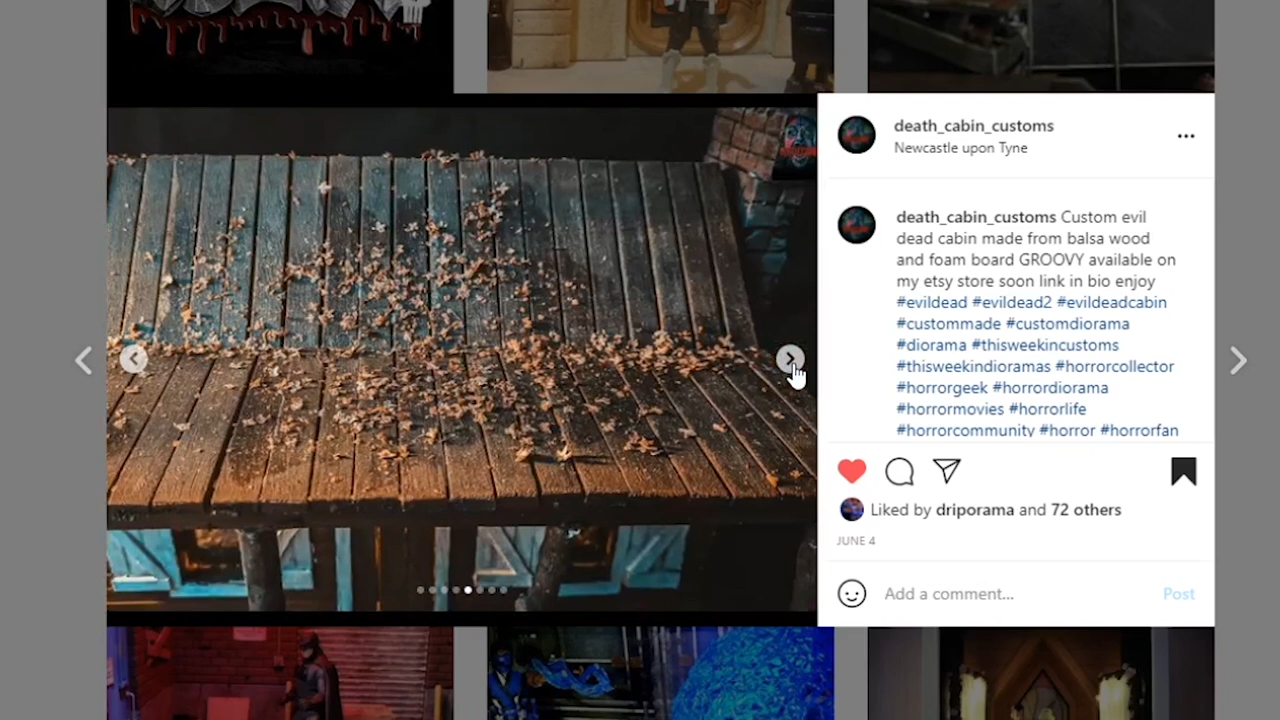 death_cabin_customs
Newcastle upon Tyne
death_cabin_customs Custom evil
dead cabin made from balsa wood
and foam board GROOVY available on
my etsy store soon link in bio enjoy
#evildead #evildead2 #evildeadcabin
#custommade #customdiorama
#diorama #thisweekincustoms
#thisweekindioramas #horrorcollector
#horrorgeek #horrordiorama
#horrormovies #horrorlife
#horrorcommunity #horror #horrorfan
Liked by driporama and 72 others
JUNE 4
Add a comment...
Post